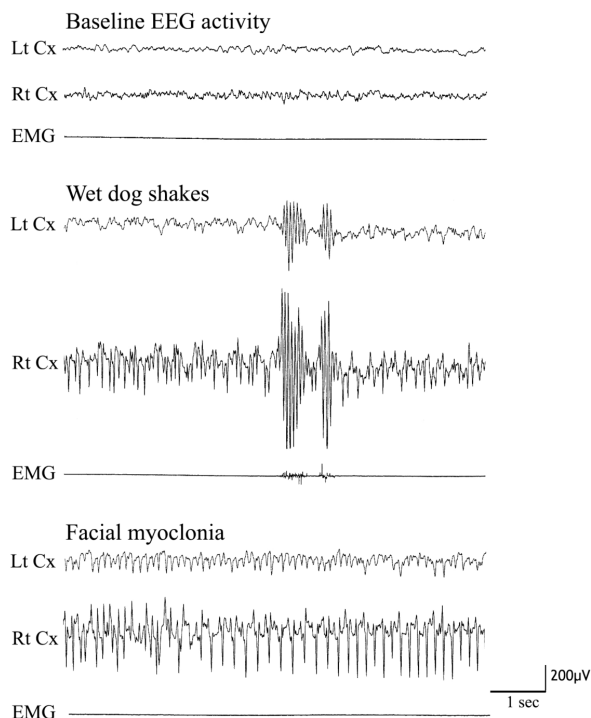 Baseline EEG activity
Lt Cx
Rt Cx
EMG
Wet dog shakes
Lt Cx
Rt Cx
EMG
Facial myoclonia
Lt Cx
Rt Cx
200μV
1 sec
EMG